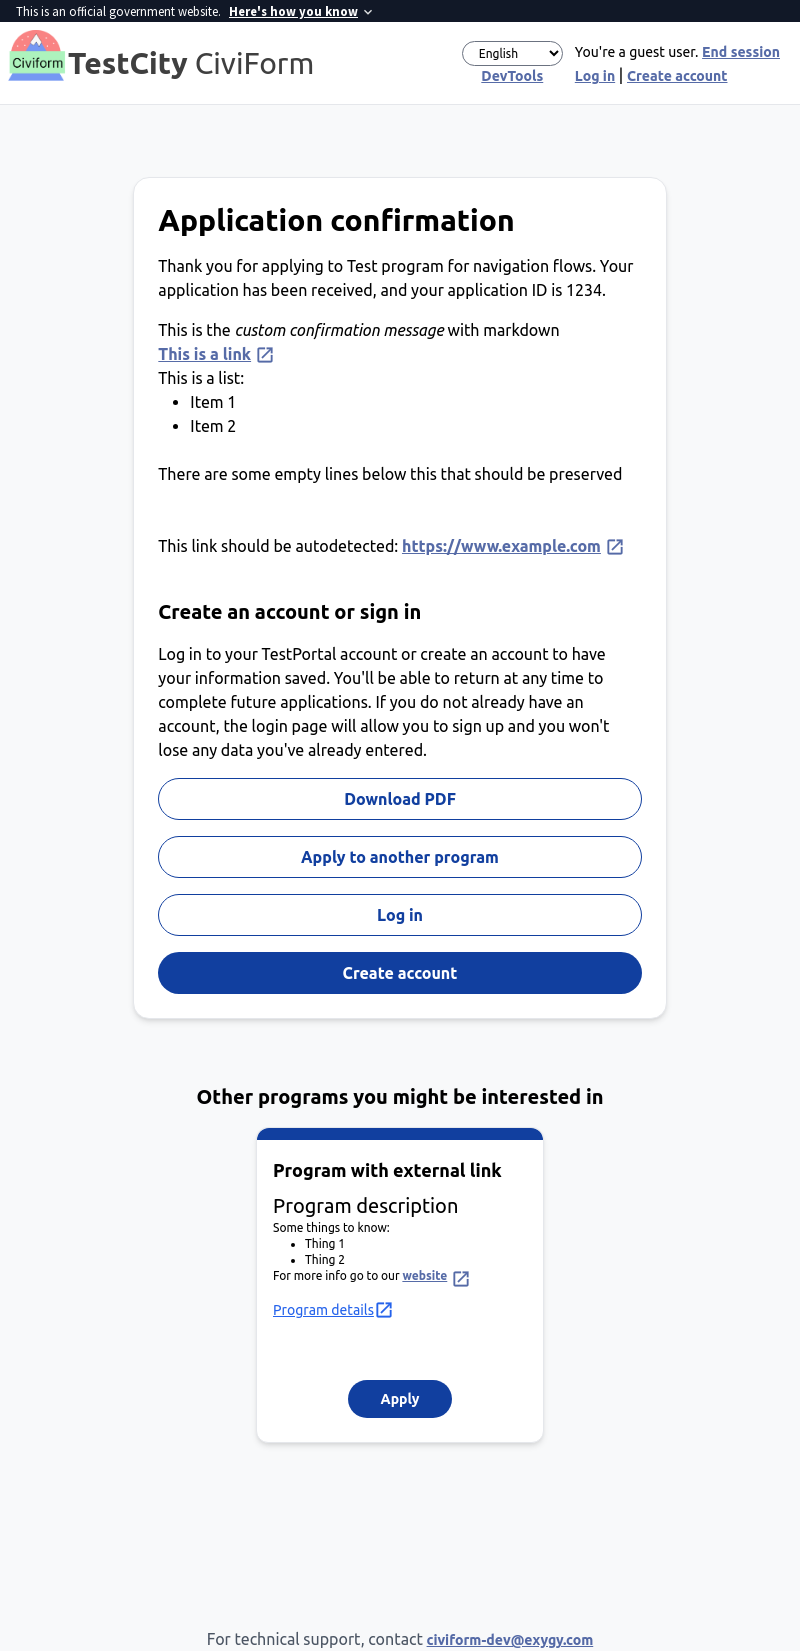 This is an official government website. Here's how you know
Civiform
TestCity CiviForm
English
You're a guest user. End session
DevTools
Log in | Create account
Application confirmation
Thank you for applying to Test program for navigation flows. Your
application has been received, and your application ID is 1234.
This is the custom confirmation message with markdown
This is a link
This is a list:
• Item 1
• Item 2
There are some empty lines below this that should be preserved
This link should be autodetected: https://www.example.com
Create an account or sign in
Log in to your TestPortal account or create an account to have
your information saved. You'll be able to return at any time to
complete future applications. If you do not already have an
account, the login page will allow you to sign up and you won't
lose any data you've already entered.
Download PDF
Apply to another program
Log in
Create account
Other programs you might be interested in
Program with external link
Program description
Some things to know:
• Thing 1
• Thing 2
For more info go to our website
Program details
Apply
For technical support, contact civiform-dev@exygy.com